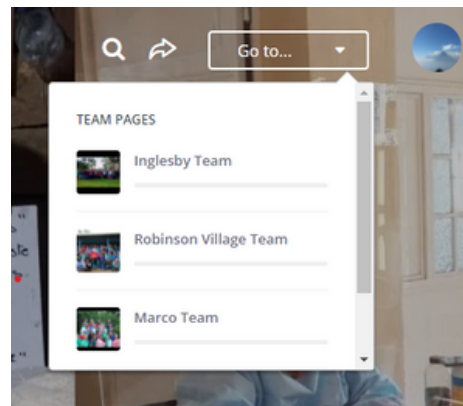 Go to...
TEAM PAGES
Inglesby Team
Robinson Village Team
Marco Team